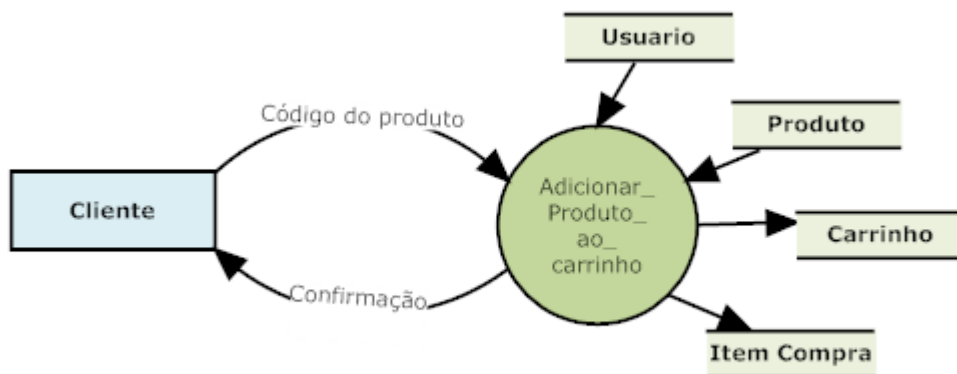 Usuario
Código do produto
Produto
Cliente
Adicionar_
Produto_
ao_
carrinho
Carrinho
Confirmação
Item Compra